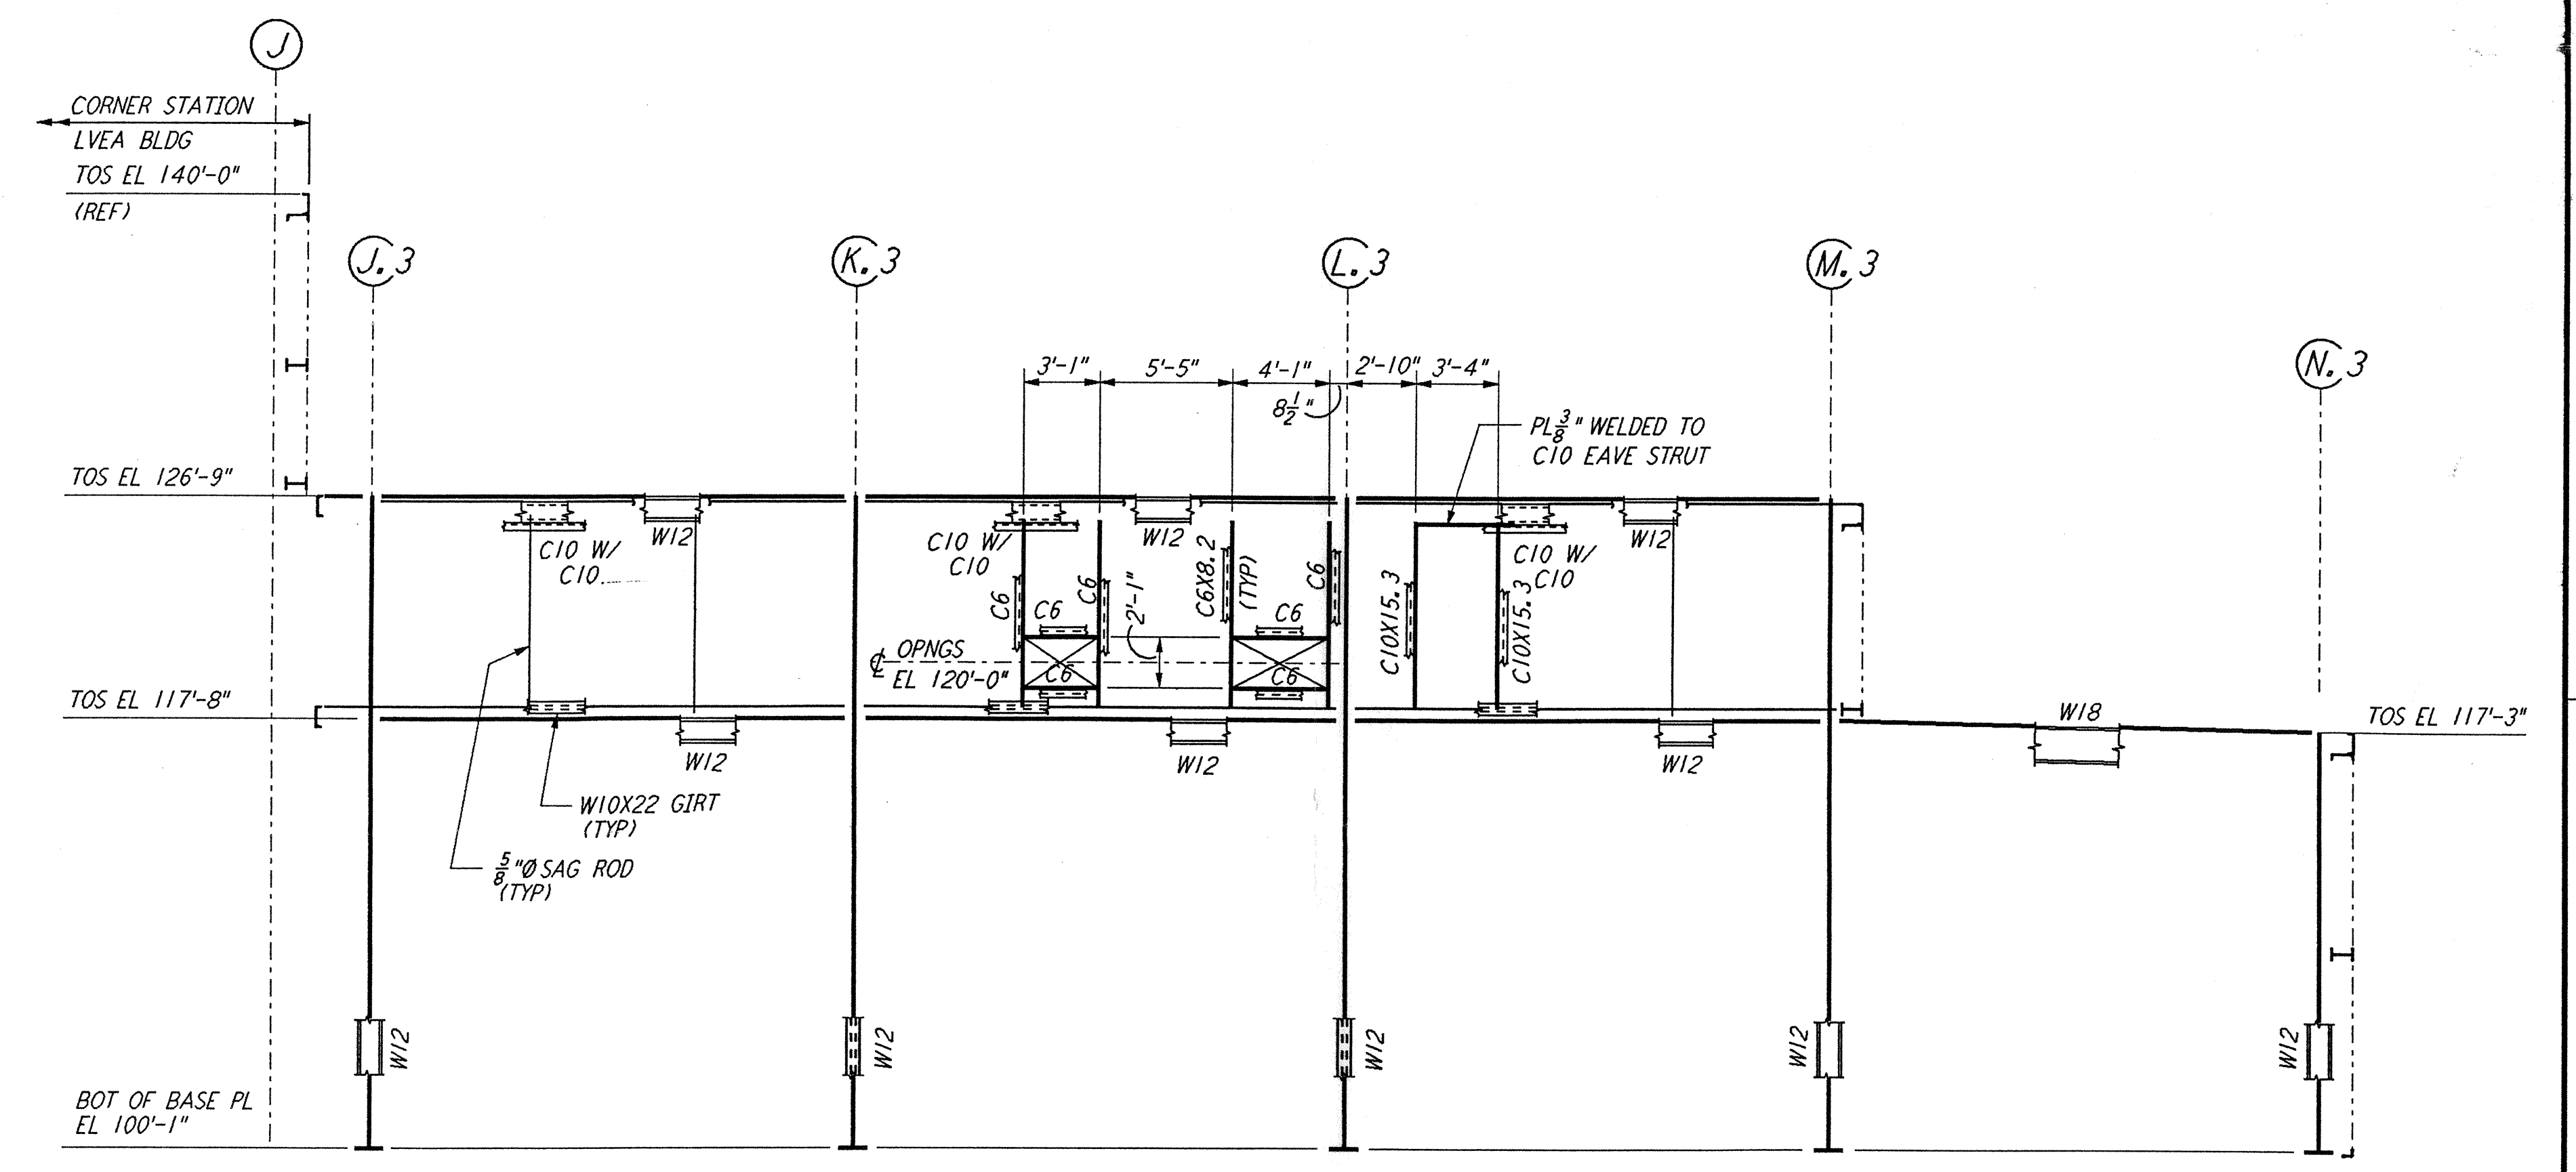 J
CORNER STATION
LVEA BLDG
TOS EL 140'-0"
(REF)
J.3
K.3
L.3
M.3
N.3
3'-1"
5'-5"
4'-1"
2'-10"
3'-4"
8 1/2"
PL 3/8" WELDED TO
C10 EAVE STRUT
TOS EL 126'-9"
W12
W12
W12
C10 W/
C10
C10 W/
C10
C10 W/
C10
C6
C6
C6
2'-1"
C6X8.2
(TYP)
C6
C6
C10X15.3
C10X15.3
℄ OPNGS
EL 120'-0"
C6
C6
TOS EL 117'-8"
W12
W12
W12
W18
TOS EL 117'-3"
W10X22 GIRT
(TYP)
5/8"Ø SAG ROD
(TYP)
W12
W12
W12
W12
W12
BOT OF BASE PL
EL 100'-1"